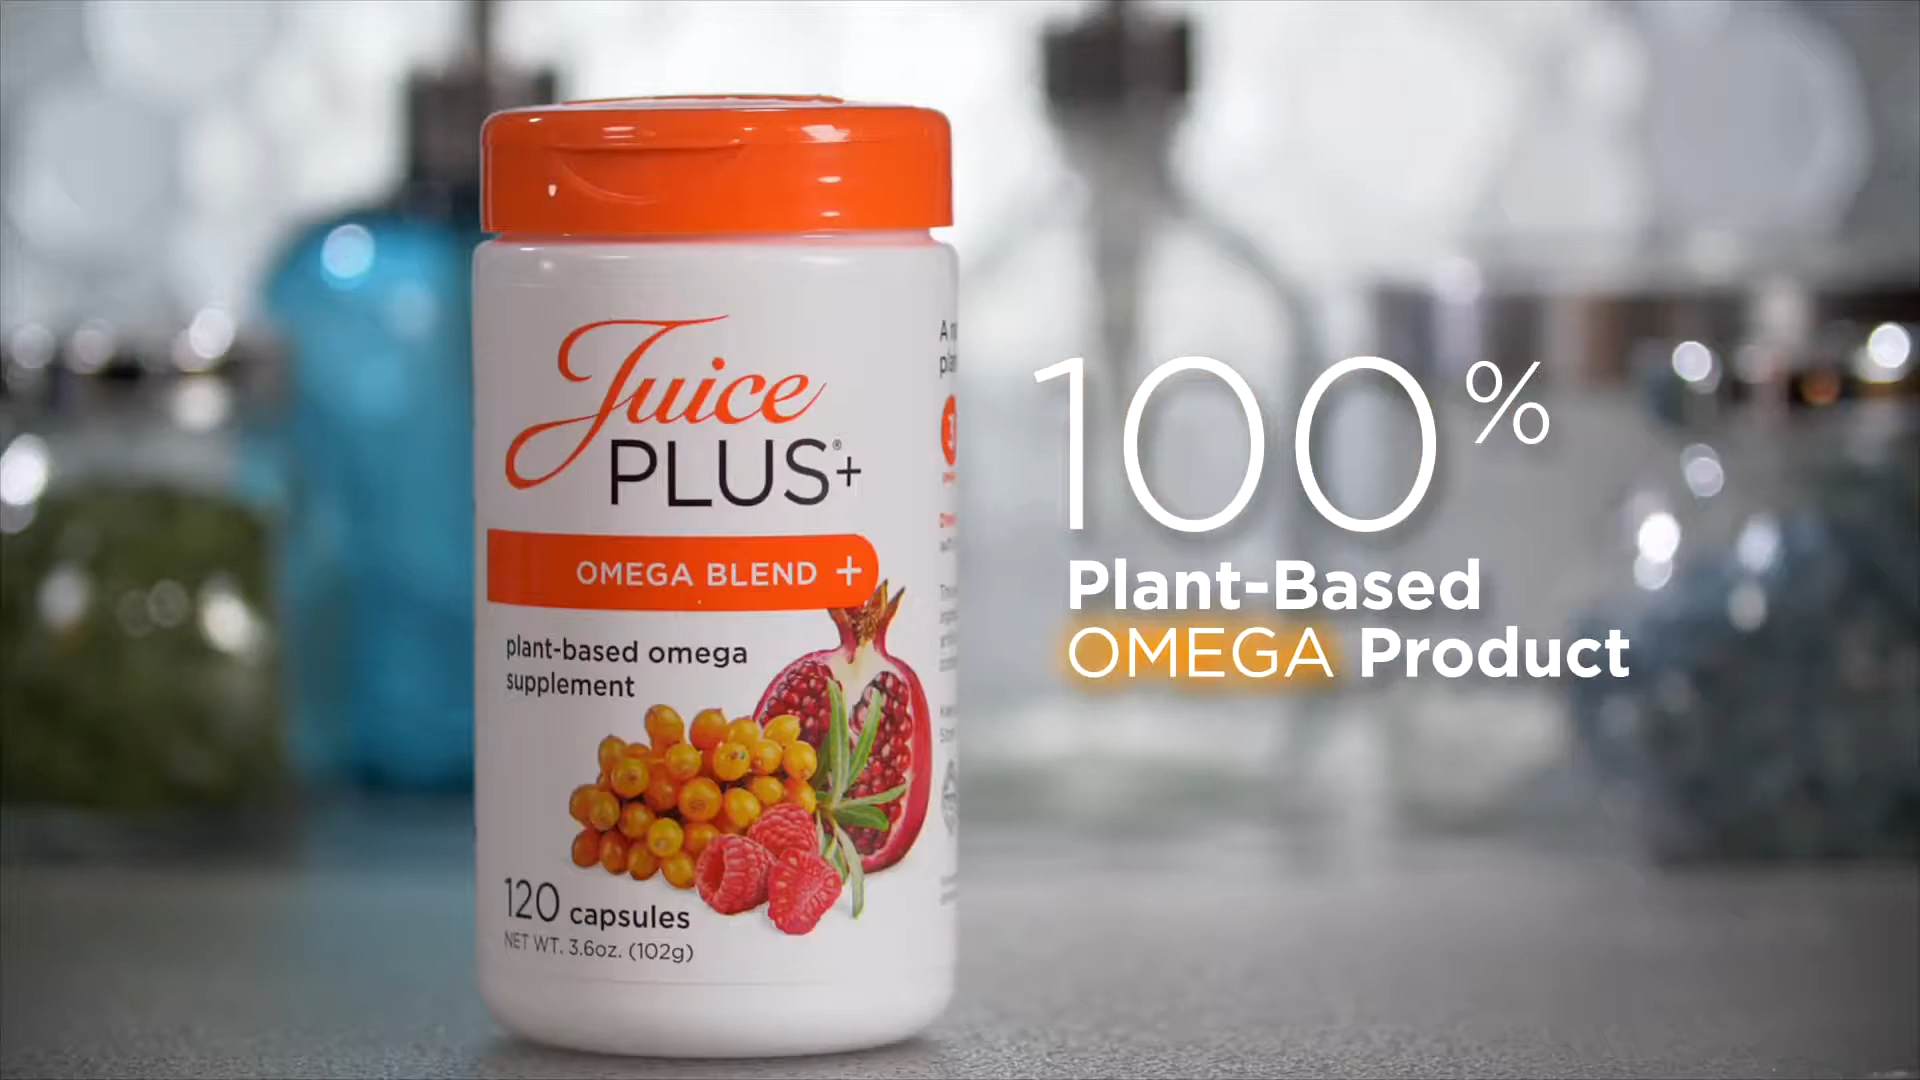 Juice
PLUS®+
OMEGA BLEND +
plant-based omega
supplement
120 capsules
NET WT. 3.6oz. (102g)
100%
Plant-Based
OMEGA Product